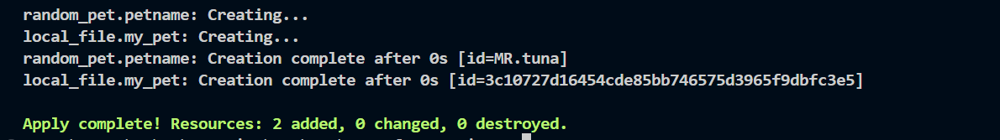 random_pet.petname: Creating...
local_file.my_pet: Creating...
random_pet.petname: Creation complete after 0s [id=MR.tuna]
local_file.my_pet: Creation complete after 0s [id=3c10727d16454cde85bb746575d3965f9dbfc3e5]
Apply complete! Resources: 2 added, 0 changed, 0 destroyed.